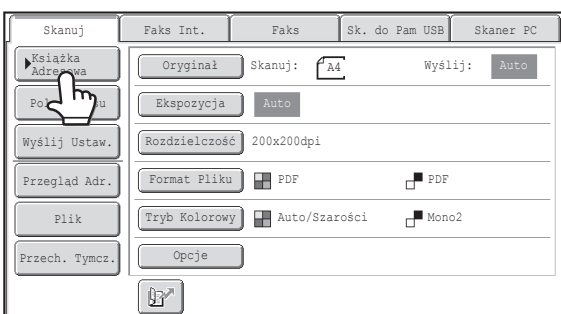 Skanuj
Faks Int.
Faks
Sk. do Pam USB
Skaner PC
Książka
Adresowa
Oryginał
Skanuj:
A4
Wyślij:
Auto
Ekspozycja
Auto
Wyślij Ustaw.
Rozdzielczość
200x200dpi
Przegląd Adr.
Format Pliku
PDF
PDF
Plik
Tryb Kolorowy
Auto/Szarości
Mono2
Przech. Tymcz.
Opcje